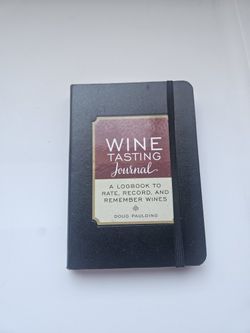 WINE
TASTING
Journal
A LOGBOOK TO
RATE, RECORD, AND
REMEMBER WINES
DOUG PAULDING